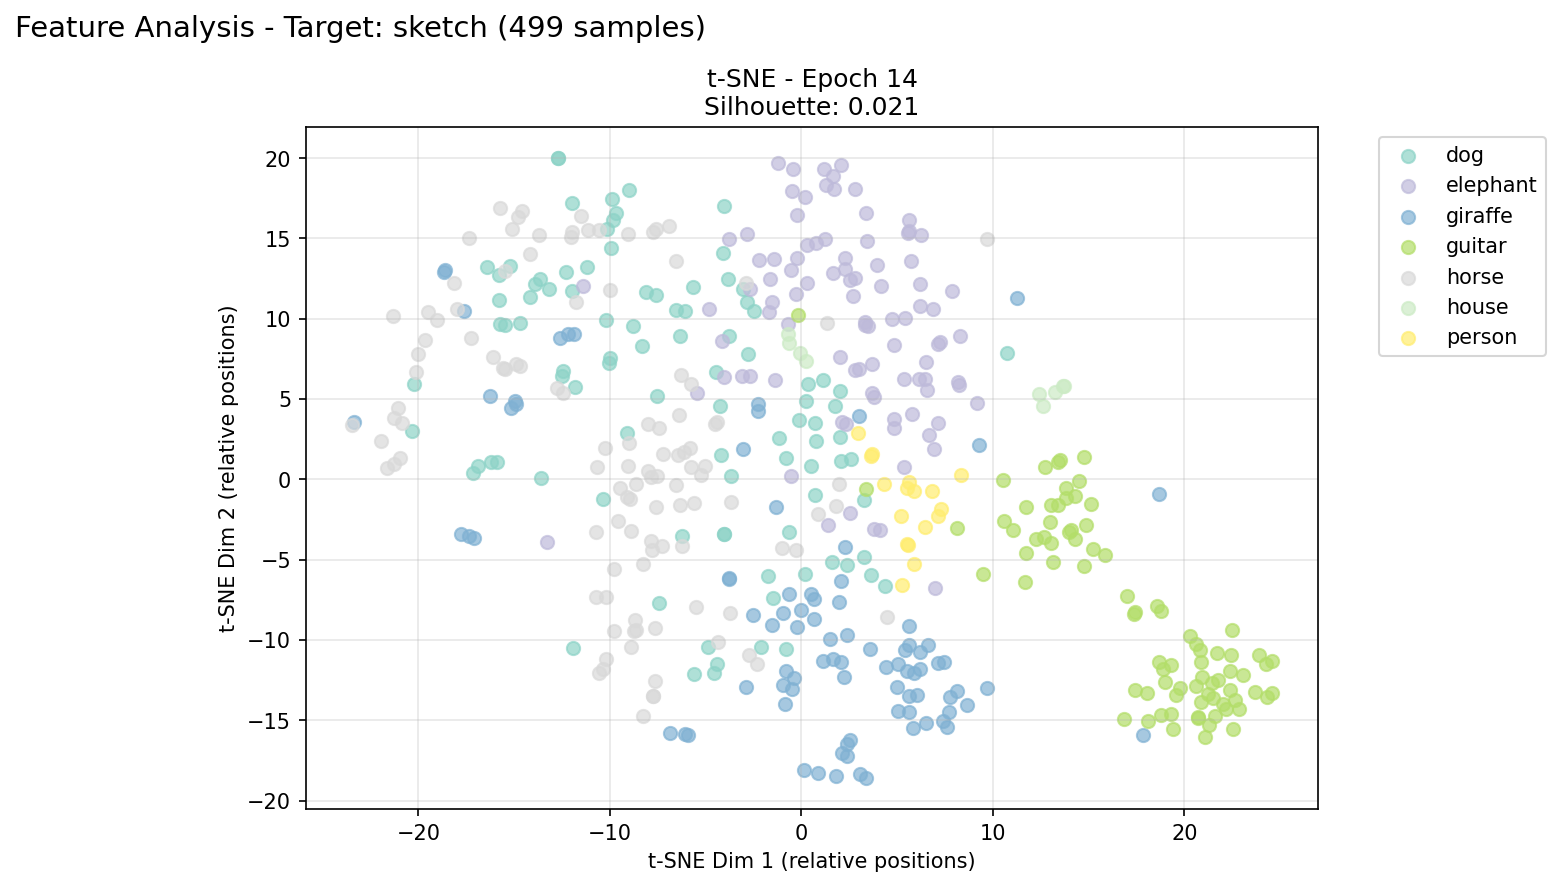 Feature Analysis - Target: sketch (499 samples)
t-SNE - Epoch 14
Silhouette: 0.021
dog
elephant
giraffe
guitar
horse
house
person
20
15
10
5
0
−5
−10
−15
−20
t-SNE Dim 2 (relative positions)
−20
−10
0
10
20
t-SNE Dim 1 (relative positions)